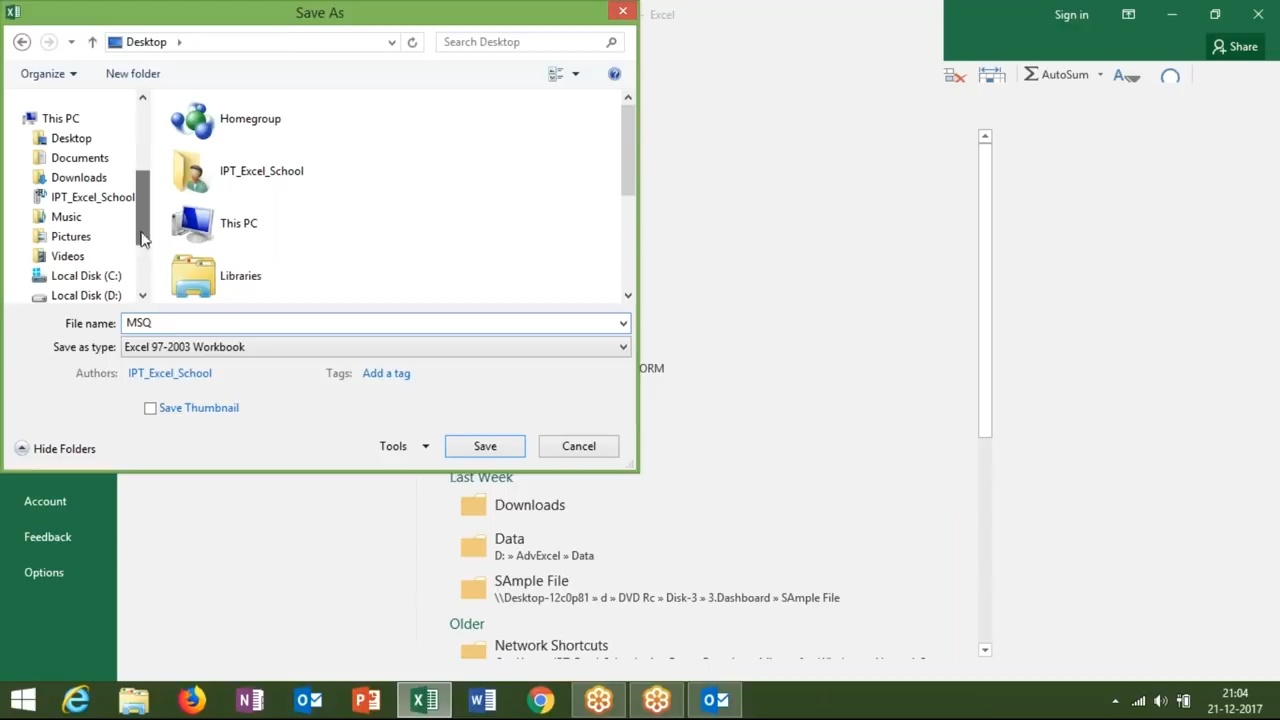 Save As
- Excel
Sign in
Share
Desktop
Search Desktop
Organize
New folder
AutoSum
This PC
Desktop
Documents
Downloads
IPT_Excel_School
Music
Pictures
Videos
Local Disk (C:)
Local Disk (D:)
Homegroup
IPT_Excel_School
This PC
Libraries
File name: MSQ
Save as type: Excel 97-2003 Workbook
Authors: IPT_Excel_School
Tags: Add a tag
Save Thumbnail
ORM
Hide Folders
Tools
Save
Cancel
Account
Feedback
Options
Last Week
Downloads
Data
D: » AdvExcel » Data
SAmple File
\\Desktop-12c0p81 » d » DVD Rc » Disk-3 » 3.Dashboard » SAmple File
Older
Network Shortcuts
21:04
21-12-2017